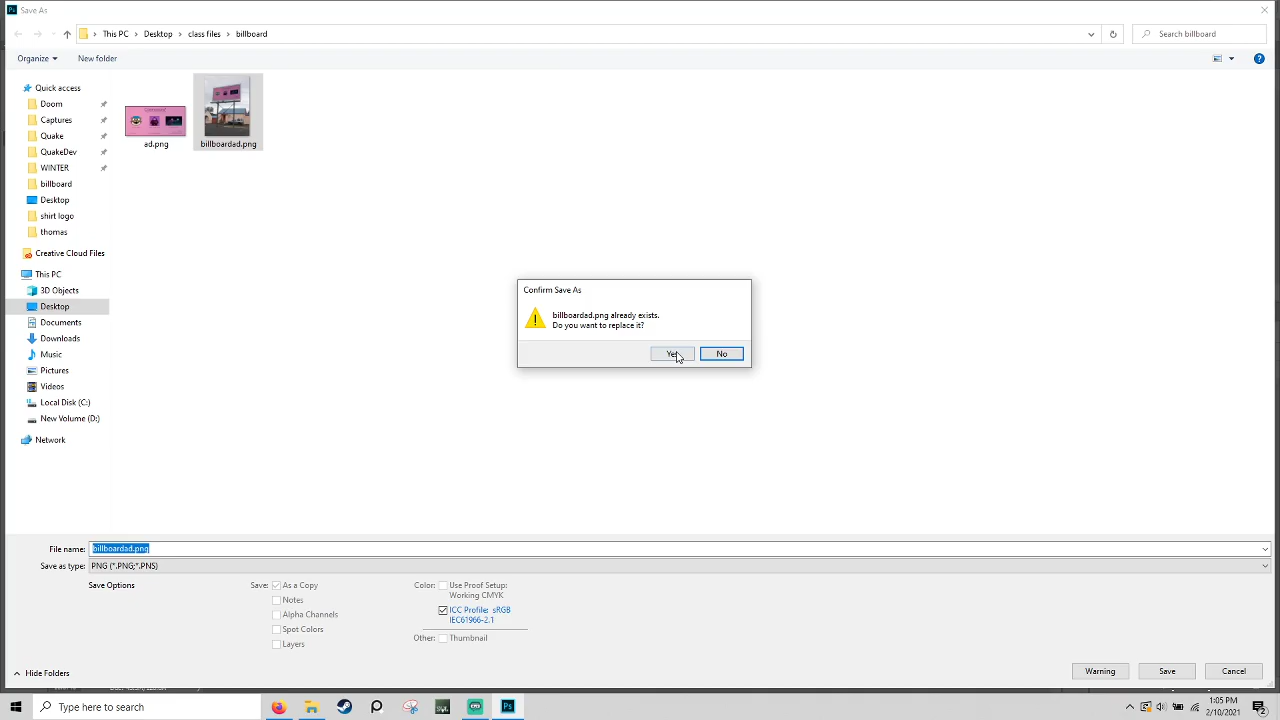 Save As
This PC > Desktop > class files > billboard
Search billboard
Organize
New folder
Quick access
Doom
Captures
Quake
QuakeDev
WINTER
billboard
Desktop
shirt logo
thomas
Creative Cloud Files
This PC
3D Objects
Desktop
Documents
Downloads
Music
Pictures
Videos
Local Disk (C:)
New Volume (D:)
Network
ad.png
billboardad.png
Confirm Save As
billboardad.png already exists.
Do you want to replace it?
Yes
No
File name: billboardad.png
Save as type: PNG (*.PNG;*.PNS)
Save Options
Save: As a Copy
Notes
Alpha Channels
Spot Colors
Layers
Color: Use Proof Setup:
Working CMYK
ICC Profile: sRGB
IEC61966-2.1
Other: Thumbnail
Hide Folders
Warning
Save
Cancel
Type here to search
1:05 PM
2/10/2021